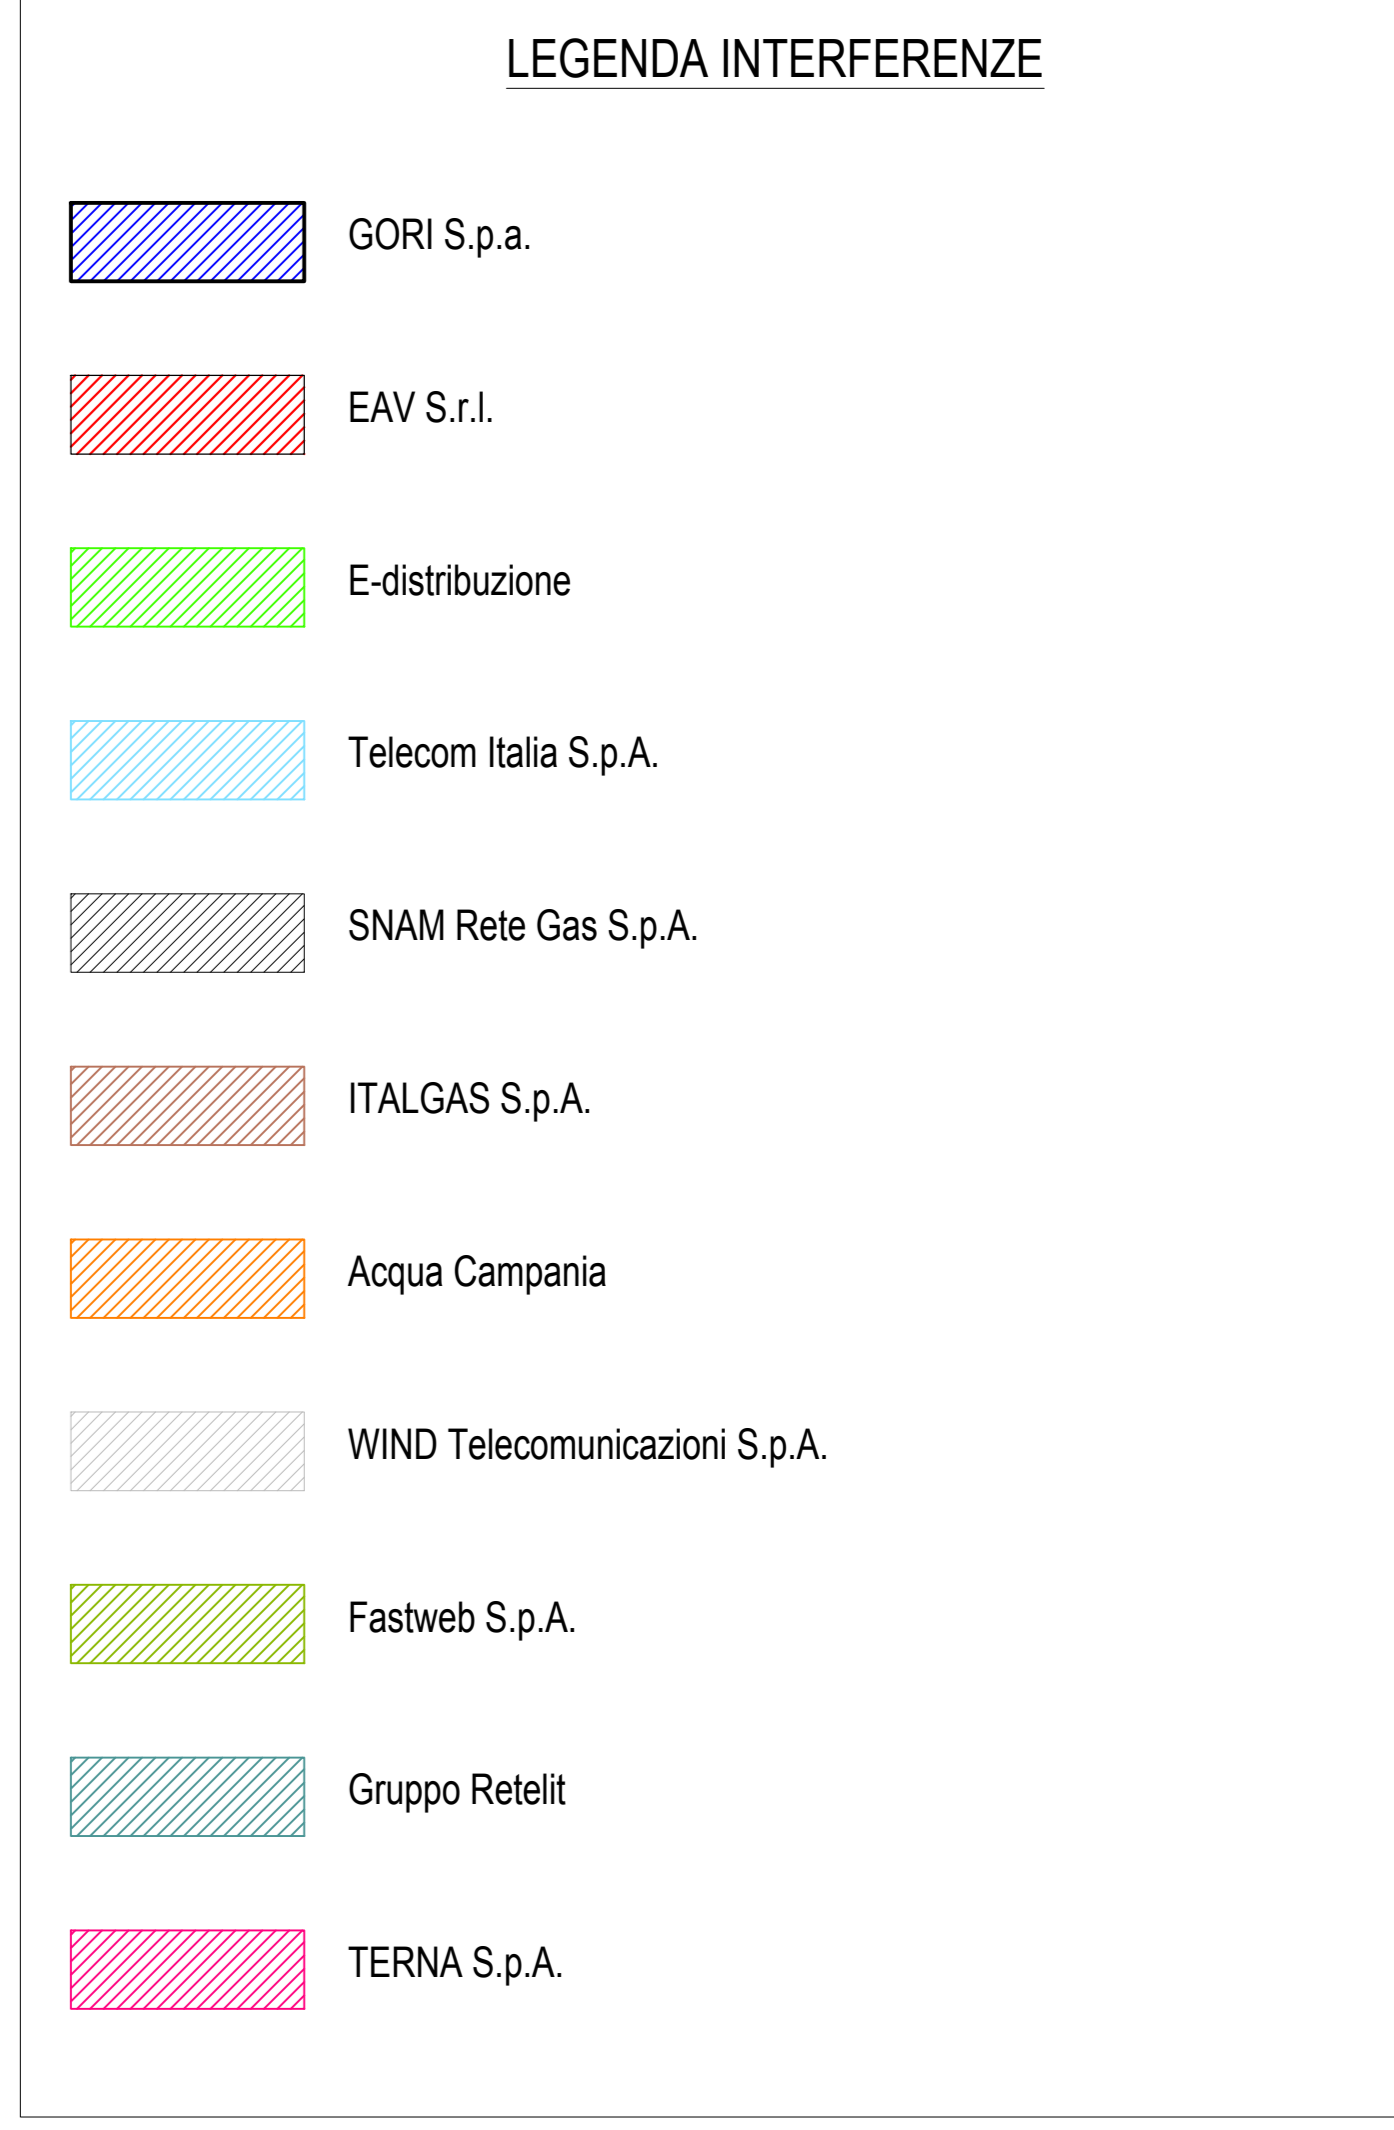 LEGENDA INTERFERENZE
GORI S.p.a.
EAV S.r.l.
E-distribuzione
Telecom Italia S.p.A.
SNAM Rete Gas S.p.A.
ITALGAS S.p.A.
Acqua Campania
WIND Telecomunicazioni S.p.A.
Fastweb S.p.A.
Gruppo Retelit
TERNA S.p.A.